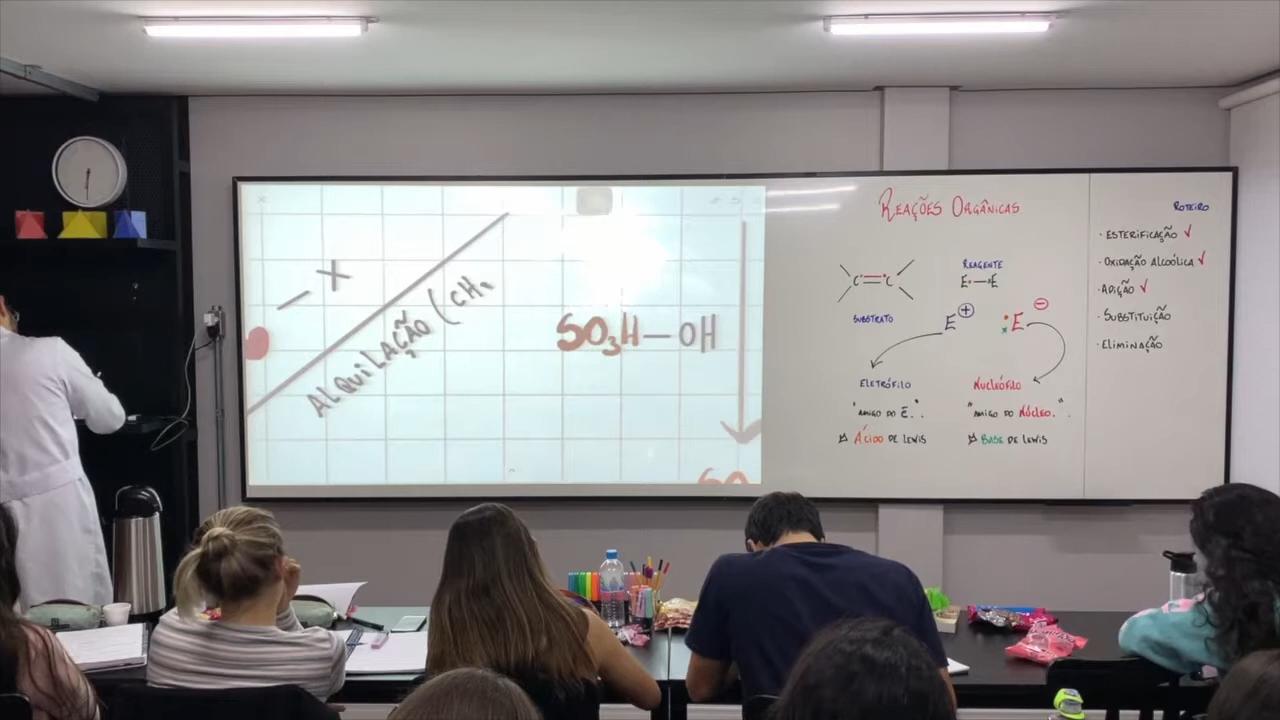 X
ALQUILAÇÃO (CH₃
SO₃H—OH
REAÇÕES ORGÂNICAS
C=C
SUBSTRATO
REAGENTE
E—E
E⊕
E⊖
ELETRÓFILO
"AMIGO DO E⁻."
ÁCIDO DE LEWIS
NUCLEÓFILO
"AMIGO DO NÚCLEO."
BASE DE LEWIS
ROTEIRO
· ESTERIFICAÇÃO ✓
· OXIDAÇÃO ALCOÓLICA ✓
· ADIÇÃO ✓
· SUBSTITUIÇÃO
· ELIMINAÇÃO